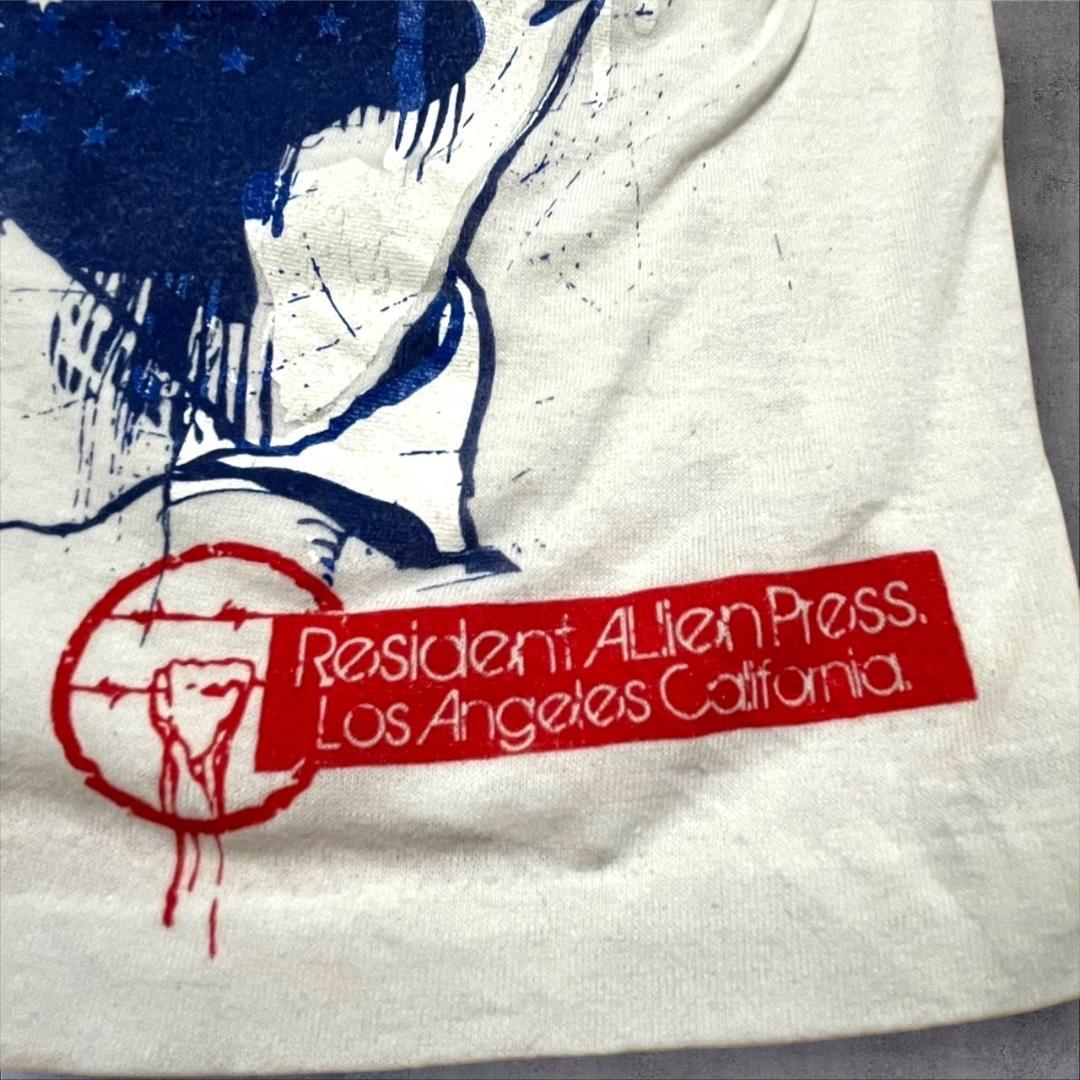 Resident ALien Press.
Los Angeles California.